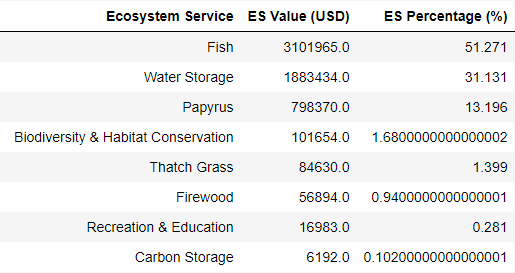 Ecosystem Service ES Value (USD) ES Percentage (%)
Fish 3101965.0 51.271
Water Storage 1883434.0 31.131
Papyrus 798370.0 13.196
Biodiversity & Habitat Conservation 101654.0 1.6800000000000002
Thatch Grass 84630.0 1.399
Firewood 56894.0 0.9400000000000001
Recreation & Education 16983.0 0.281
Carbon Storage 6192.0 0.10200000000000001